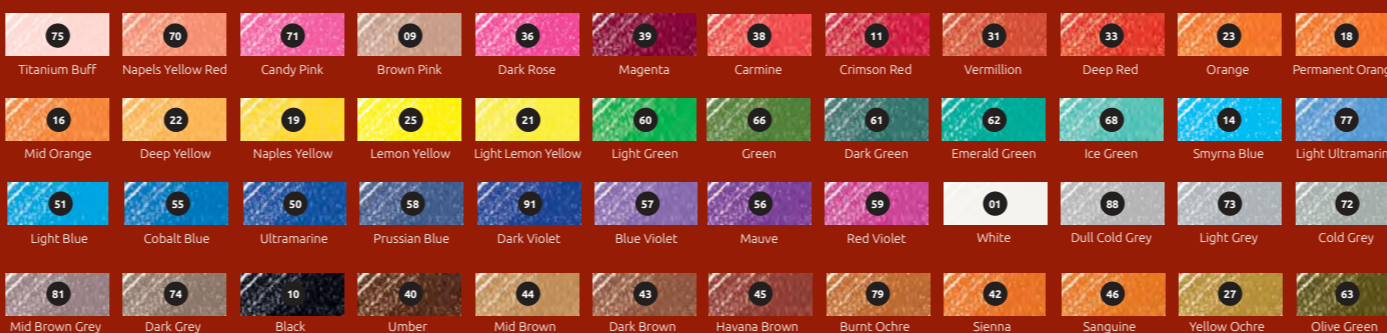 75 70 71 09 36 39 38 11 31 33 23 18
Titanium Buff Napels Yellow Red Candy Pink Brown Pink Dark Rose Magenta Carmine Crimson Red Vermillion Deep Red Orange Permanent Orang
16 22 19 25 21 60 66 61 62 68 14 77
Mid Orange Deep Yellow Naples Yellow Lemon Yellow Light Lemon Yellow Light Green Green Dark Green Emerald Green Ice Green Smyrna Blue Light Ultramarin
51 55 50 58 91 57 56 59 01 88 73 72
Light Blue Cobalt Blue Ultramarine Prussian Blue Dark Violet Blue Violet Mauve Red Violet White Dull Cold Grey Light Grey Cold Grey
81 74 10 40 44 43 45 79 42 46 27 63
Mid Brown Grey Dark Grey Black Umber Mid Brown Dark Brown Havana Brown Burnt Ochre Sienna Sanguine Yellow Ochre Olive Green